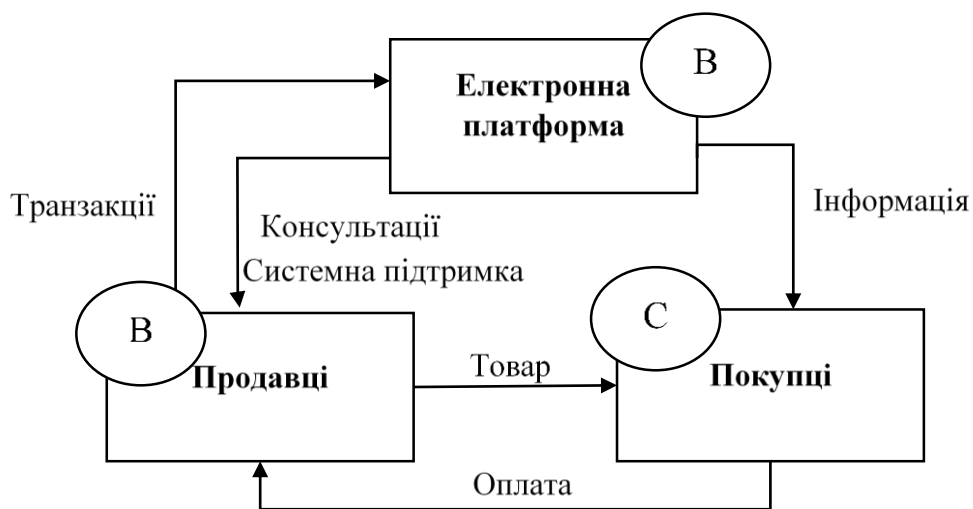 В
Електронна
платформа
Транзакції
Інформація
Консультації
Системна підтримка
В
Продавці
Товар
С
Покупці
Оплата